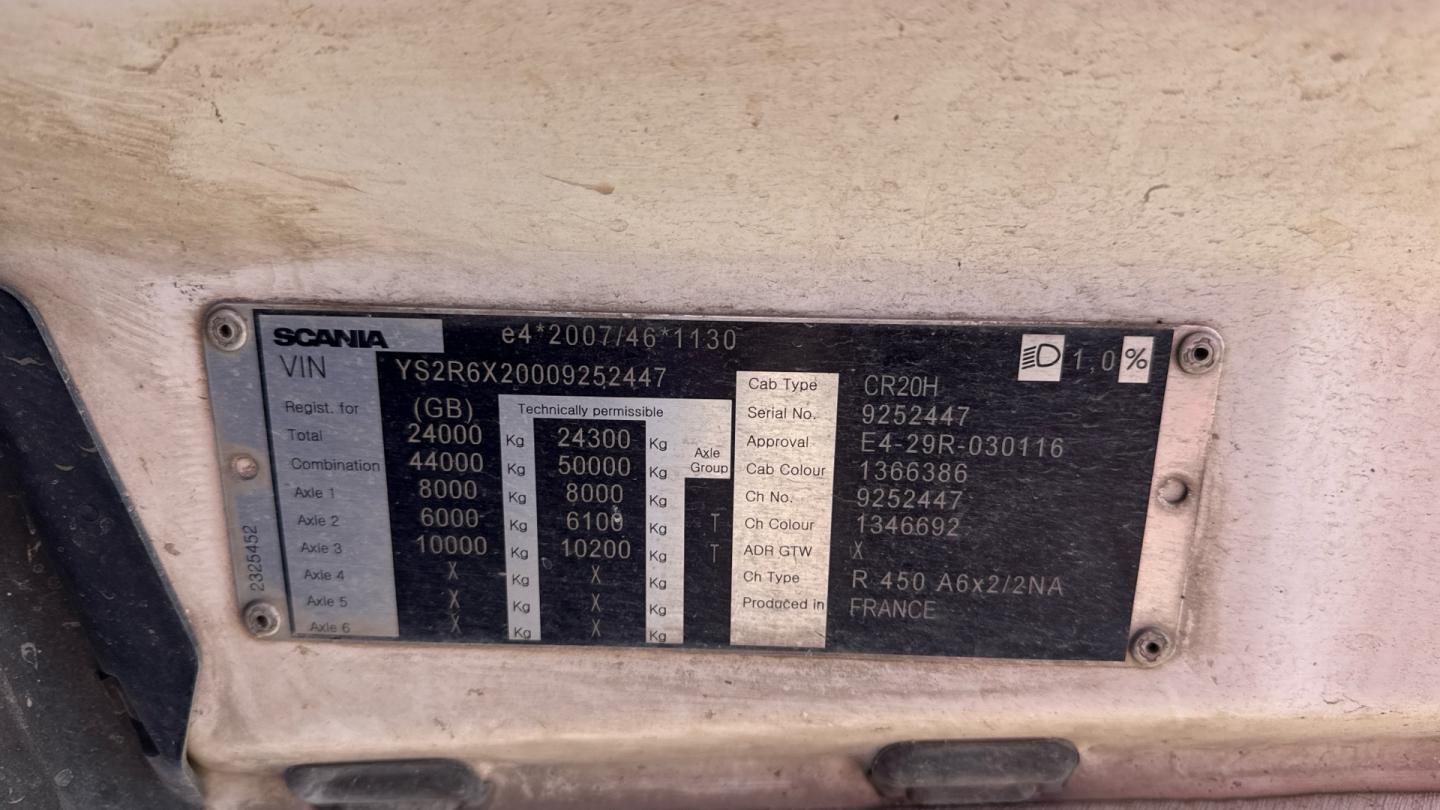 SCANIA e4*2007/46*1130 1,0 %
VIN YS2R6X20009252447
Regist. for (GB) Technically permissible
Total 24000 Kg 24300 Kg
Combination 44000 Kg 50000 Kg Axle Group
Axle 1 8000 Kg 8000 Kg
Axle 2 6000 Kg 6100 Kg T
Axle 3 10000 Kg 10200 Kg T
Axle 4 X Kg X Kg
Axle 5 X Kg X Kg
Axle 6 X Kg X Kg
Cab Type CR20H
Serial No. 9252447
Approval E4-29R-030116
Cab Colour 1366386
Ch No. 9252447
Ch Colour 1346692
ADR GTW X
Ch Type R 450 A6x2/2NA
Produced in FRANCE
2325452